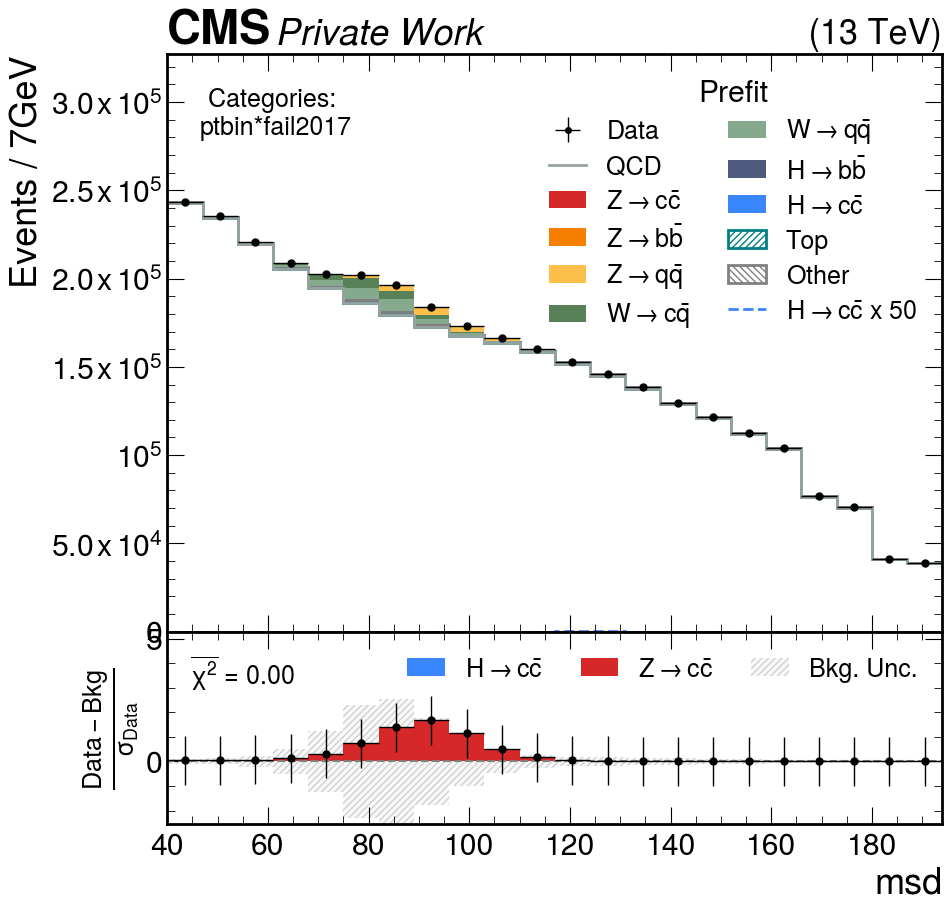 CMS Private Work (13 TeV)
Events / 7GeV
3.0 x 10⁵
2.5 x 10⁵
2.0 x 10⁵
1.5 x 10⁵
10⁵
5.0 x 10⁴
0
Categories:
ptbin*fail2017
Prefit
Data
QCD
Z → cc̄
Z → bb̄
Z → qq̄
W → cq̄
W → qq̄
H → bb̄
H → cc̄
Top
Other
H → cc̄ x 50
5
0
Data − Bkg
σ_Data
χ² = 0.00
H → cc̄
Z → cc̄
Bkg. Unc.
40 60 80 100 120 140 160 180
msd